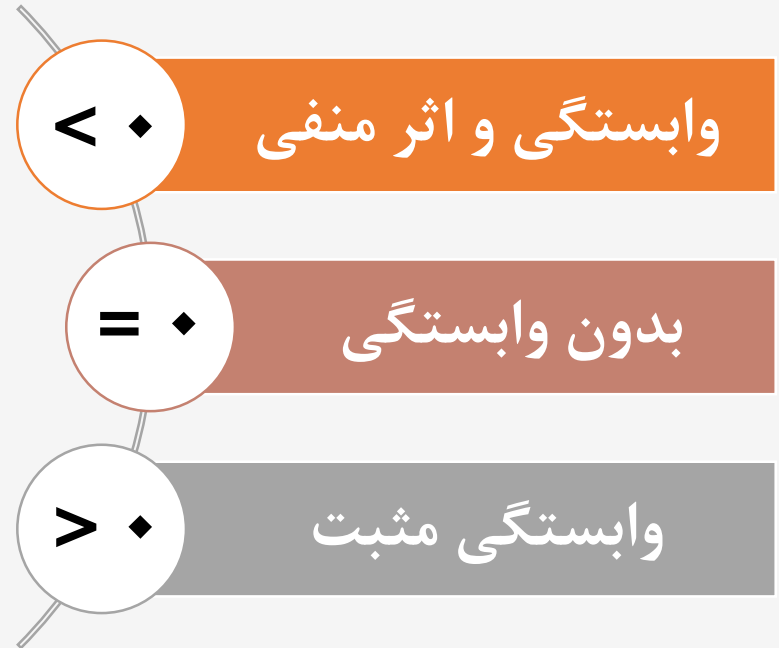 < ۰ وابستگی و اثر منفی
= ۰ بدون وابستگی
> ۰ وابستگی مثبت